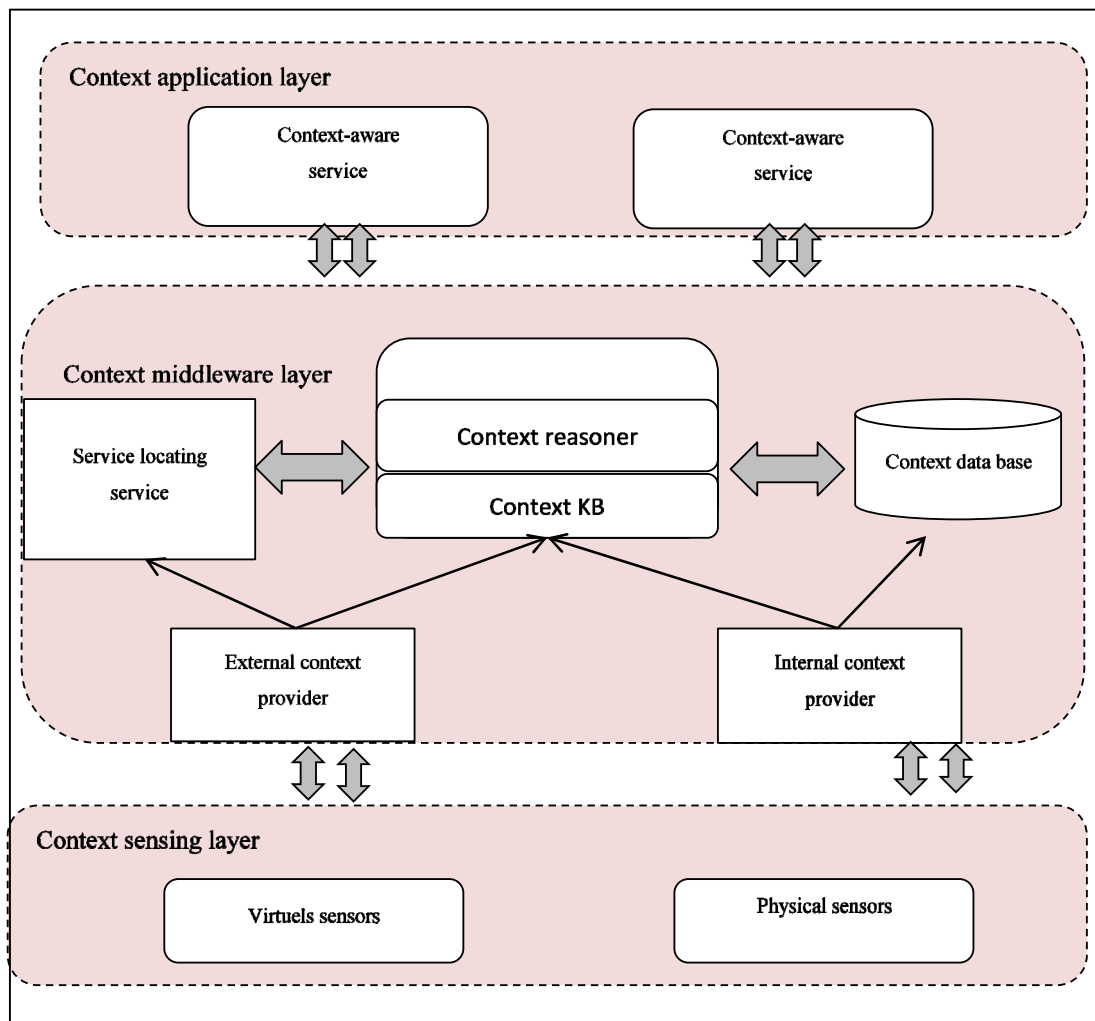 Context application layer
Context-aware
service
Context-aware
service
Context middleware layer
Service locating
service
Context reasoner
Context KB
Context data base
External context
provider
Internal context
provider
Context sensing layer
Virtuels sensors
Physical sensors